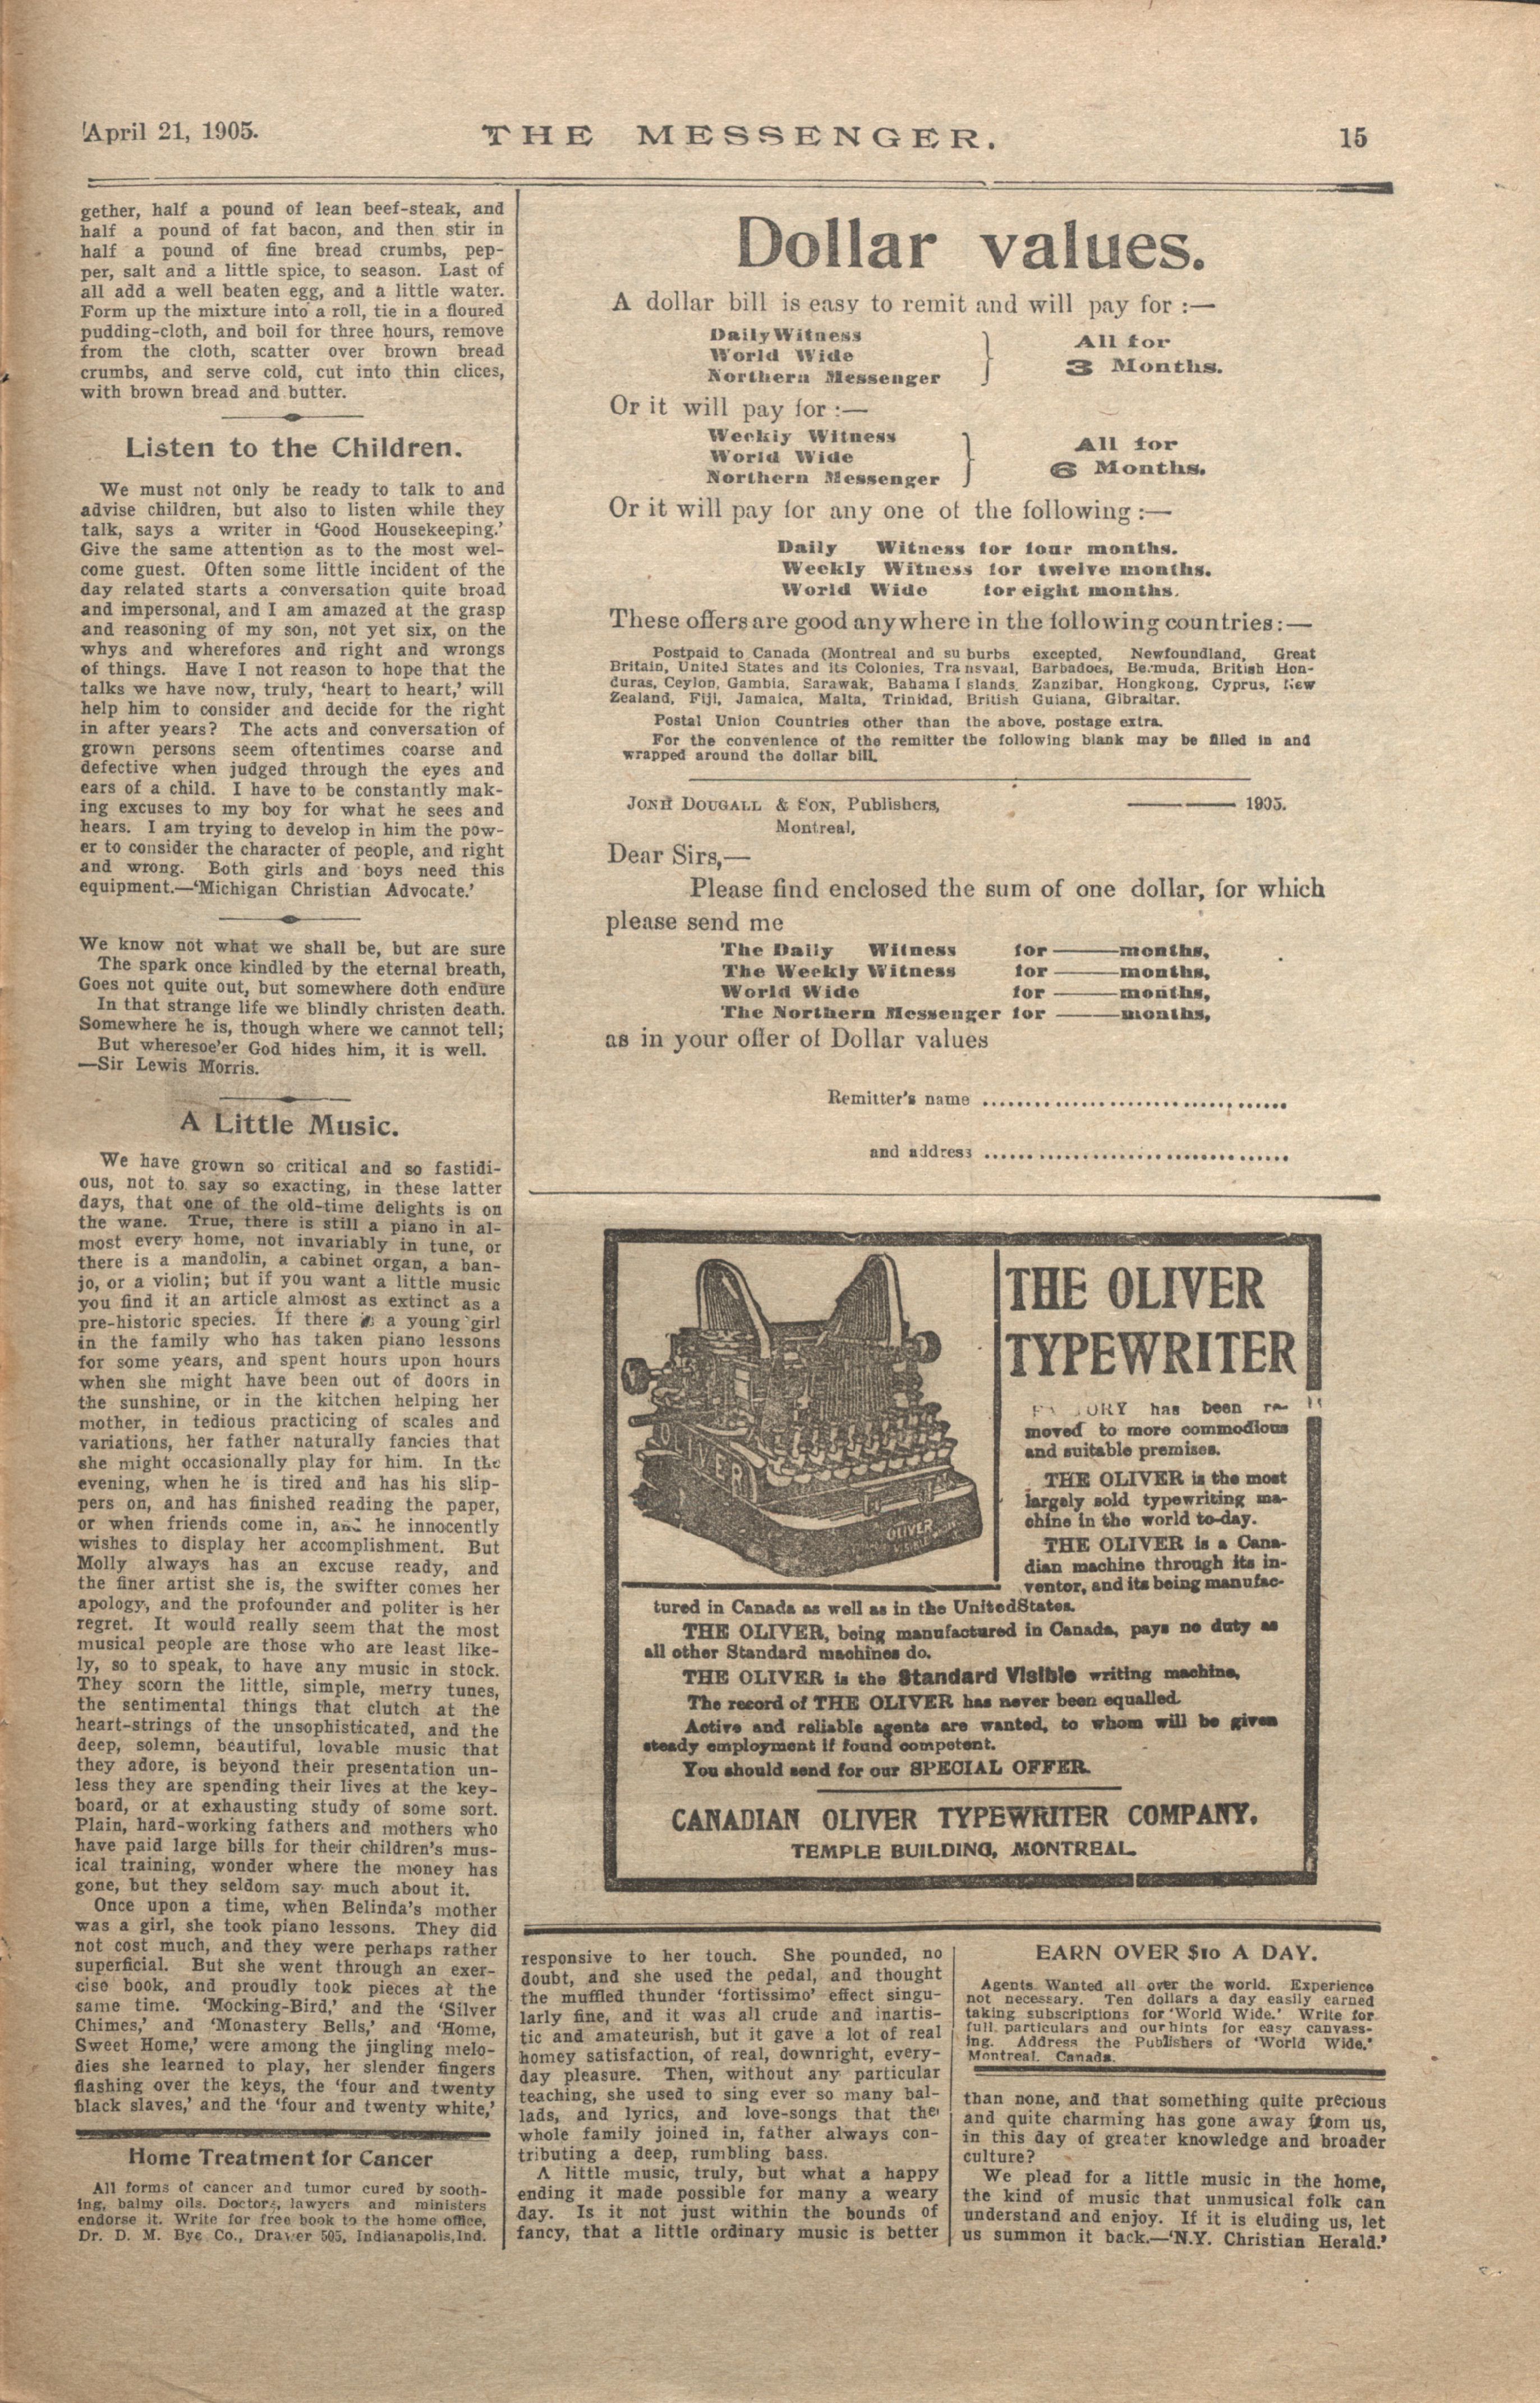 April 21, 1905.
THE MESSENGER.
15
gether, half a pound of lean beef-steak, and
half a pound of fat bacon, and then stir in
half a pound of fine bread crumbs, pep-
per, salt and a little spice, to season. Last of
all add a well beaten egg, and a little water.
Form up the mixture into a roll, tie in a floured
pudding-cloth, and boil for three hours, remove
from the cloth, scatter over brown bread
crumbs, and serve cold, cut into thin clices,
with brown bread and butter.
Listen to the Children.
We must not only be ready to talk to and
advise children, but also to listen while they
talk, says a writer in 'Good Housekeeping.'
Give the same attention as to the most wel-
come guest. Often some little incident of the
day related starts a conversation quite broad
and impersonal, and I am amazed at the grasp
and reasoning of my son, not yet six, on the
whys and wherefores and right and wrongs
of things. Have I not reason to hope that the
talks we have now, truly, 'heart to heart,' will
help him to consider and decide for the right
in after years? The acts and conversation of
grown persons seem oftentimes coarse and
defective when judged through the eyes and
ears of a child. I have to be constantly mak-
ing excuses to my boy for what he sees and
hears. I am trying to develop in him the pow-
er to consider the character of people, and right
and wrong. Both girls and boys need this
equipment.—'Michigan Christian Advocate.'
We know not what we shall be, but are sure
The spark once kindled by the eternal breath,
Goes not quite out, but somewhere doth endure
In that strange life we blindly christen death.
Somewhere he is, though where we cannot tell;
But wheresoe'er God hides him, it is well.
—Sir Lewis Morris.
A Little Music.
We have grown so critical and so fastidi-
ous, not to say so exacting, in these latter
days, that one of the old-time delights is on
the wane. True, there is still a piano in al-
most every home, not invariably in tune, or
there is a mandolin, a cabinet organ, a ban-
jo, or a violin; but if you want a little music
you find it an article almost as extinct as a
pre-historic species. If there is a young girl
in the family who has taken piano lessons
for some years, and spent hours upon hours
when she might have been out of doors in
the sunshine, or in the kitchen helping her
mother, in tedious practicing of scales and
variations, her father naturally fancies that
she might occasionally play for him. In the
evening, when he is tired and has his slip-
pers on, and has finished reading the paper,
or when friends come in, and he innocently
wishes to display her accomplishment. But
Molly always has an excuse ready, and
the finer artist she is, the swifter comes her
apology, and the profounder and politer is her
regret. It would really seem that the most
musical people are those who are least like-
ly, so to speak, to have any music in stock.
They scorn the little, simple, merry tunes,
the sentimental things that clutch at the
heart-strings of the unsophisticated, and the
deep, solemn, beautiful, lovable music that
they adore, is beyond their presentation un-
less they are spending their lives at the key-
board, or at exhausting study of some sort.
Plain, hard-working fathers and mothers who
have paid large bills for their children's mus-
ical training, wonder where the money has
gone, but they seldom say much about it.
Once upon a time, when Belinda's mother
was a girl, she took piano lessons. They did
not cost much, and they were perhaps rather
superficial. But she went through an exer-
cise book, and proudly took pieces at the
same time. 'Mocking-Bird,' and the 'Silver
Chimes,' and 'Monastery Bells,' and 'Home,
Sweet Home,' were among the jingling melo-
dies she learned to play, her slender fingers
flashing over the keys, the 'four and twenty
black slaves,' and the 'four and twenty white,'
Home Treatment for Cancer
All forms of cancer and tumor cured by sooth-
ing, balmy oils. Doctors, lawyers and ministers
endorse it. Write for free book to the home office,
Dr. D. M. Bye Co., Drawer 505, Indianapolis, Ind.
Dollar values.
A dollar bill is easy to remit and will pay for :—
Daily Witness
World Wide
Northern Messenger
All for
3 Months.
Or it will pay for :—
Weekly Witness
World Wide
Northern Messenger
All for
6 Months.
Or it will pay for any one of the following :—
Daily Witness for four months.
Weekly Witness for twelve months.
World Wide for eight months.
These offers are good anywhere in the following countries:—
Postpaid to Canada (Montreal and suburbs excepted, Newfoundland, Great
Britain, United States and its Colonies, Transvaal, Barbadoes, Bermuda, British Hon-
duras, Ceylon, Gambia, Sarawak, Bahama Islands, Zanzibar, Hongkong, Cyprus, New
Zealand, Fiji, Jamaica, Malta, Trinidad, British Guiana, Gibraltar.
Postal Union Countries other than the above, postage extra.
For the convenience of the remitter the following blank may be filled in and
wrapped around the dollar bill.
JOHN DOUGALL & SON, Publishers,
Montreal,
——— 1905.
Dear Sirs,—
Please find enclosed the sum of one dollar, for which
please send me
The Daily Witness for ——— months,
The Weekly Witness for ——— months,
World Wide for ——— months,
The Northern Messenger for ——— months,
as in your offer of Dollar values
Remitter's name ........................................
and address ........................................
THE OLIVER
TYPEWRITER
OLIVER
OLIVER
FACTORY has been re-
moved to more commodious
and suitable premises.
THE OLIVER is the most
largely sold typewriting ma-
chine in the world to-day.
THE OLIVER is a Cana-
dian machine through its in-
ventor, and its being manufac-
tured in Canada as well as in the United States.
THE OLIVER, being manufactured in Canada, pays no duty as
all other Standard machines do.
THE OLIVER is the Standard Visible writing machine.
The record of THE OLIVER has never been equalled.
Active and reliable agents are wanted, to whom will be given
steady employment if found competent.
You should send for our SPECIAL OFFER.
CANADIAN OLIVER TYPEWRITER COMPANY.
TEMPLE BUILDING, MONTREAL.
responsive to her touch. She pounded, no
doubt, and she used the pedal, and thought
the muffled thunder 'fortissimo' effect singu-
larly fine, and it was all crude and inartis-
tic and amateurish, but it gave a lot of real
homey satisfaction, of real, downright, every-
day pleasure. Then, without any particular
teaching, she used to sing ever so many bal-
lads, and lyrics, and love-songs that the
whole family joined in, father always con-
tributing a deep, rumbling bass.
A little music, truly, but what a happy
ending it made possible for many a weary
day. Is it not just within the bounds of
fancy, that a little ordinary music is better
EARN OVER $10 A DAY.
Agents Wanted all over the world. Experience
not necessary. Ten dollars a day easily earned
taking subscriptions for 'World Wide.' Write for
full particulars and our hints for easy canvass-
ing. Address the Publishers of 'World Wide.'
Montreal, Canada.
than none, and that something quite precious
and quite charming has gone away from us,
in this day of greater knowledge and broader
culture?
We plead for a little music in the home,
the kind of music that unmusical folk can
understand and enjoy. If it is eluding us, let
us summon it back.—'N.Y. Christian Herald.'